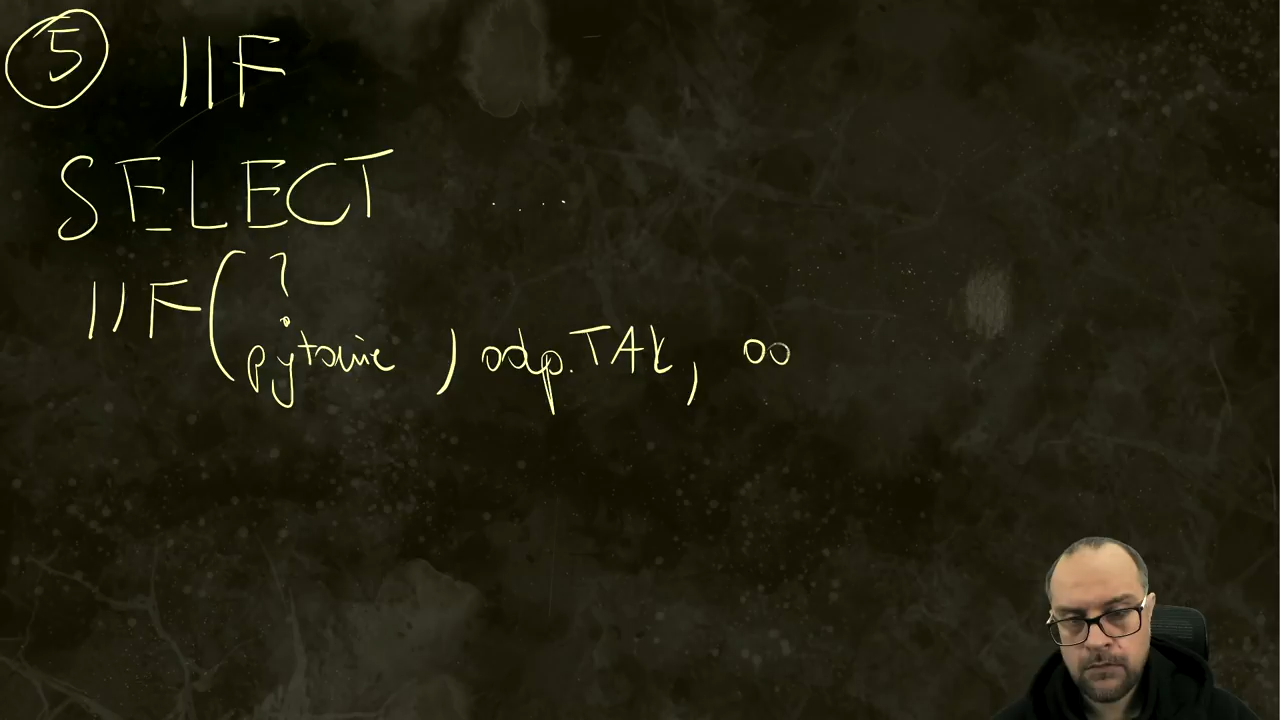 5 IIF
SELECT ....
IIF( ?
pytanie ) odp. TAK, oo